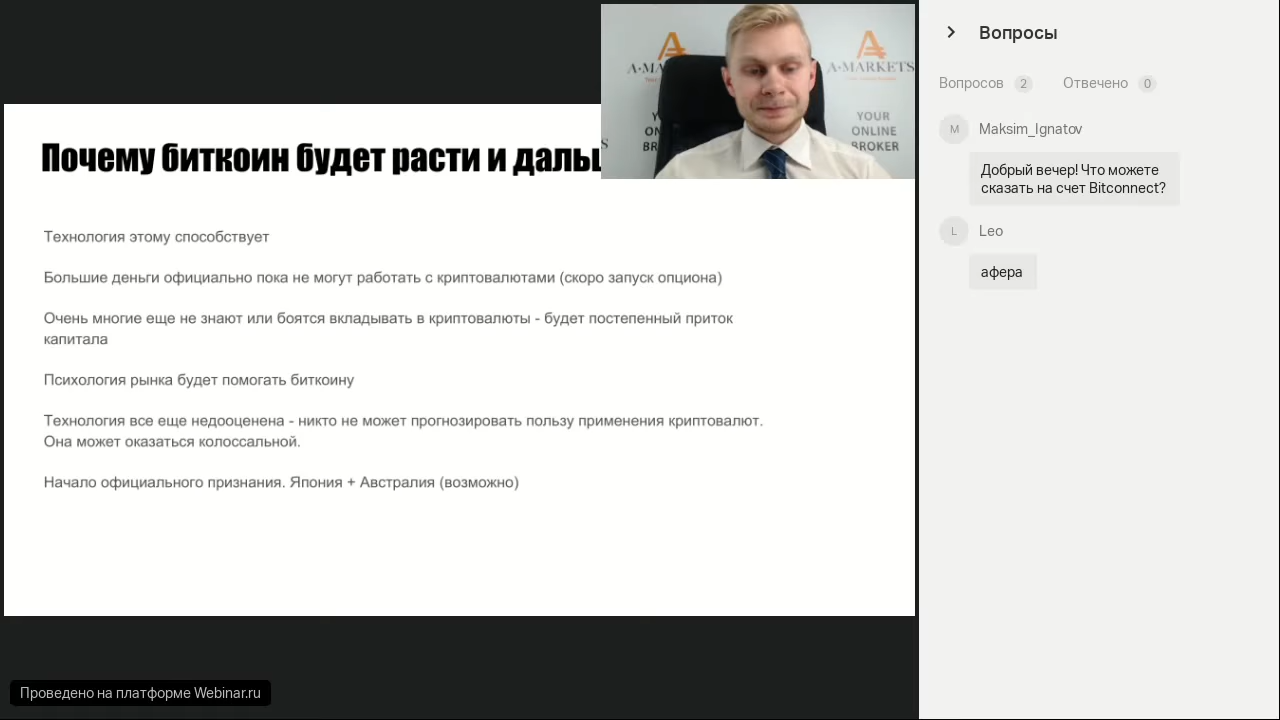 Почему биткоин будет расти и
Технология этому способствует
Большие деньги официально пока не могут работать с криптовалютами (скоро запуск опциона)
Очень многие еще не знают или боятся вкладывать в криптовалюты - будет постепенный приток
капитала
Психология рынка будет помогать биткоину
Технология все еще недооценена - никто не может прогнозировать пользу применения криптовалют.
Она может оказаться колоссальной.
Начало официального признания. Япония + Австралия (возможно)
A-MARKETS
YOUR
ONLINE
BROKER
Проведено на платформе Webinar.ru
Вопросы
Вопросов 2 Отвечено 0
M Maksim_Ignatov
Добрый вечер! Что можете
сказать на счет Bitconnect?
L Leo
афера